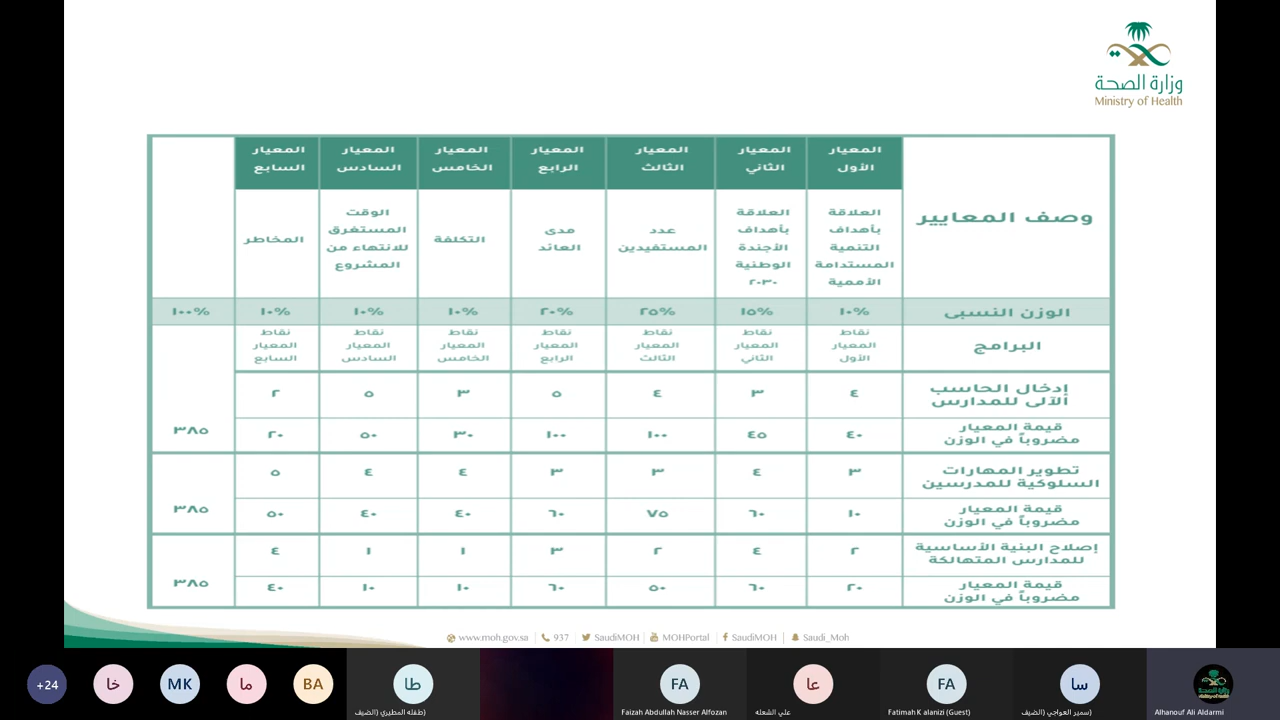 وزارة الصحة
Ministry of Health
وصف المعايير
المعيار الأول
المعيار الثاني
المعيار الثالث
المعيار الرابع
المعيار الخامس
المعيار السادس
المعيار السابع
العلاقة بأهداف التنمية المستدامة الأممية
العلاقة بأهداف الأجندة الوطنية ٢٠٣٠
عدد المستفيدين
مدى العائد
التكلفة
الوقت المستغرق للانتهاء من المشروع
المخاطر
الوزن النسبى ١٠% ١٥% ٢٥% ٢٠% ١٠% ١٠% ١٠% ١٠٠%
البرامج
نقاط المعيار الأول
نقاط المعيار الثاني
نقاط المعيار الثالث
نقاط المعيار الرابع
نقاط المعيار الخامس
نقاط المعيار السادس
نقاط المعيار السابع
إدخال الحاسب الآلى للمدارس ٤ ٣ ٤ ٥ ٣ ٥ ٢
قيمة المعيار مضروباً في الوزن ٤٠ ٤٥ ١٠٠ ١٠٠ ٣٠ ٥٠ ٢٠ ٣٨٥
تطوير المهارات السلوكية للمدرسين ٣ ٤ ٣ ٣ ٤ ٤ ٥
قيمة المعيار مضروباً في الوزن ١٠ ٦٠ ٧٥ ٦٠ ٤٠ ٤٠ ٥٠ ٣٨٥
إصلاح البنية الأساسية للمدارس المتهالكة ٢ ٤ ٢ ٣ ١ ١ ٤
قيمة المعيار مضروباً في الوزن ٢٠ ٦٠ ٥٠ ٦٠ ١٠ ١٠ ٤٠ ٣٨٥
www.moh.gov.sa 937 SaudiMOH MOHPortal SaudiMOH Saudi_Moh
+24 خا MK ما BA طا FA عا FA سا
طفله المطيري (الضيف)
Faizah Abdullah Nasser Alfozan
علي الشعله
Fatimah K alanizi (Guest)
سمير العواجي (الضيف)
Alhanouf Ali Aldarmi